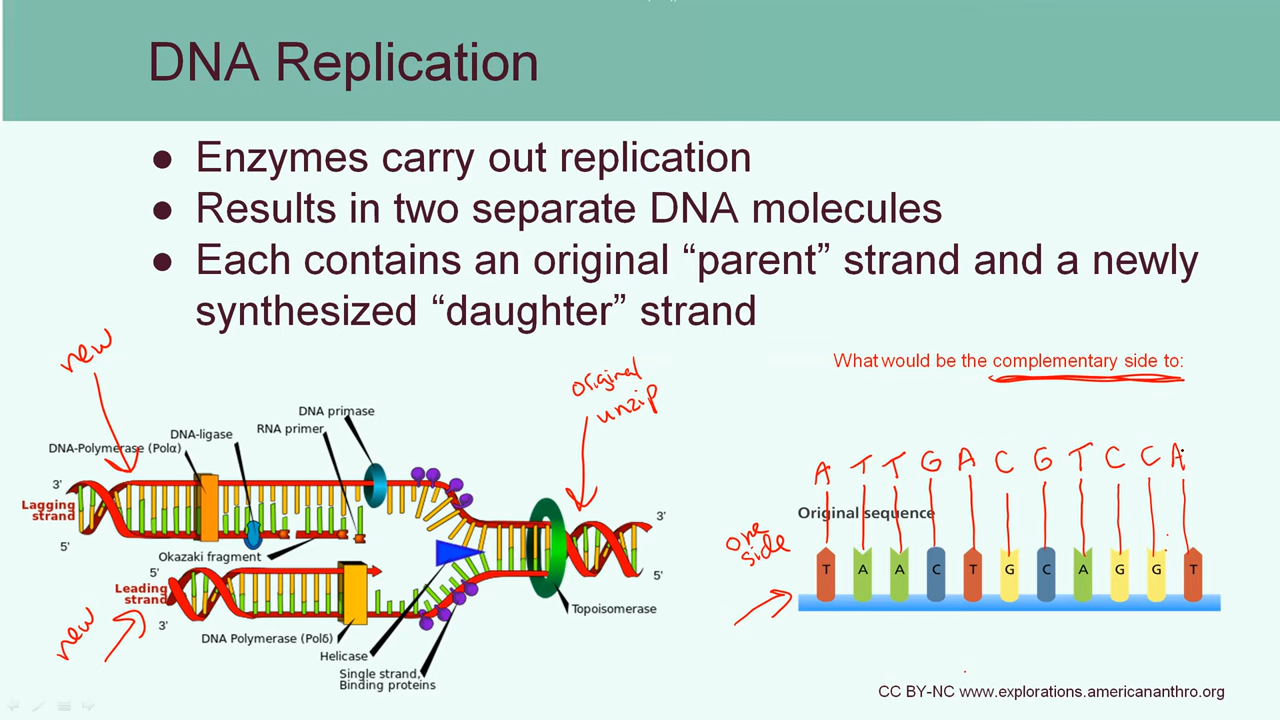 DNA Replication
● Enzymes carry out replication
● Results in two separate DNA molecules
● Each contains an original “parent” strand and a newly
synthesized “daughter” strand
new
original
unzip
What would be the complementary side to:
DNA primase
RNA primer
DNA-ligase
DNA-Polymerase (Polα)
3'
Lagging
strand
5'
Okazaki fragment
5'
Leading
strand
3'
new
DNA Polymerase (Polδ)
Helicase
Single strand,
Binding proteins
Topoisomerase
3'
5'
A T T G A C G T C C A
Original sequence
one
side
T A A C T G C A G G T
CC BY-NC www.explorations.americananthro.org